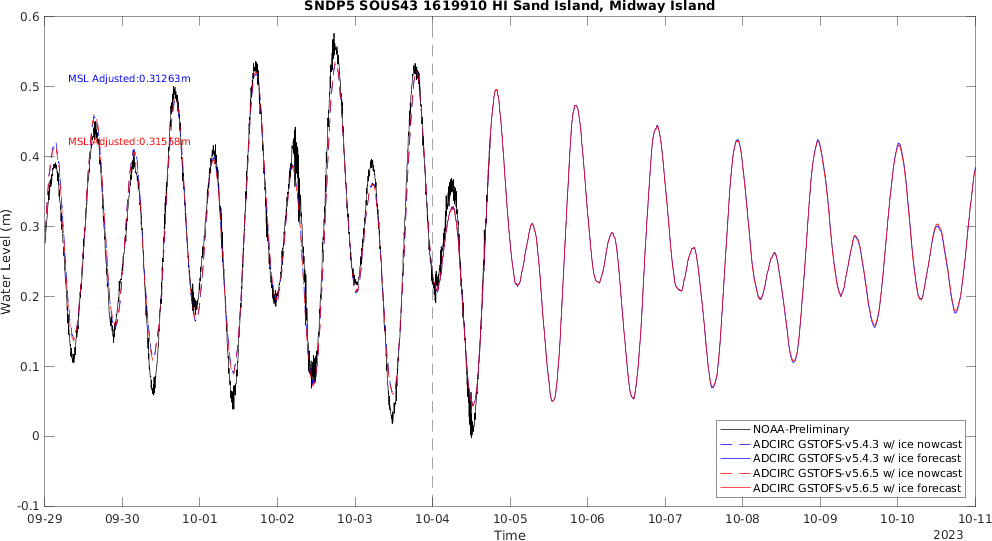 SNDP5 SOUS43 1619910 HI Sand Island, Midway Island
0.6
0.5
0.4
0.3
0.2
0.1
0
-0.1
Water Level (m)
MSL Adjusted:0.31263m
MSL Adjusted:0.31558m
NOAA-Preliminary
ADCIRC GSTOFS-v5.4.3 w/ ice nowcast
ADCIRC GSTOFS-v5.4.3 w/ ice forecast
ADCIRC GSTOFS-v5.6.5 w/ ice nowcast
ADCIRC GSTOFS-v5.6.5 w/ ice forecast
09-29 09-30 10-01 10-02 10-03 10-04 10-05 10-06 10-07 10-08 10-09 10-10 10-11
Time
2023